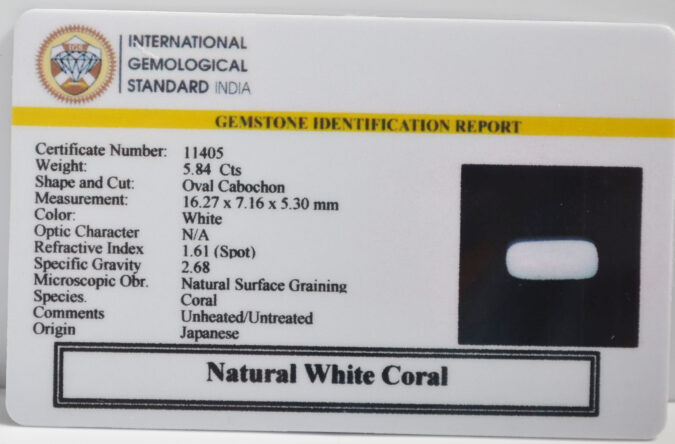 IGS
INTERNATIONAL
GEMOLOGICAL
STANDARD INDIA
GEMSTONE IDENTIFICATION REPORT
Certificate Number: 11405
Weight: 5.84 Cts
Shape and Cut: Oval Cabochon
Measurement: 16.27 x 7.16 x 5.30 mm
Color: White
Optic Character N/A
Refractive Index 1.61 (Spot)
Specific Gravity 2.68
Microscopic Obr. Natural Surface Graining
Species. Coral
Comments Unheated/Untreated
Origin Japanese
Natural White Coral